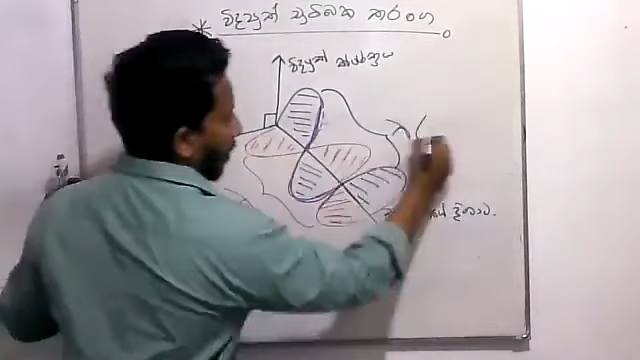 * විද්‍යුත් චුම්බක තරංග
විද්‍යුත් ක්ෂේත්‍රය
දිශාව.